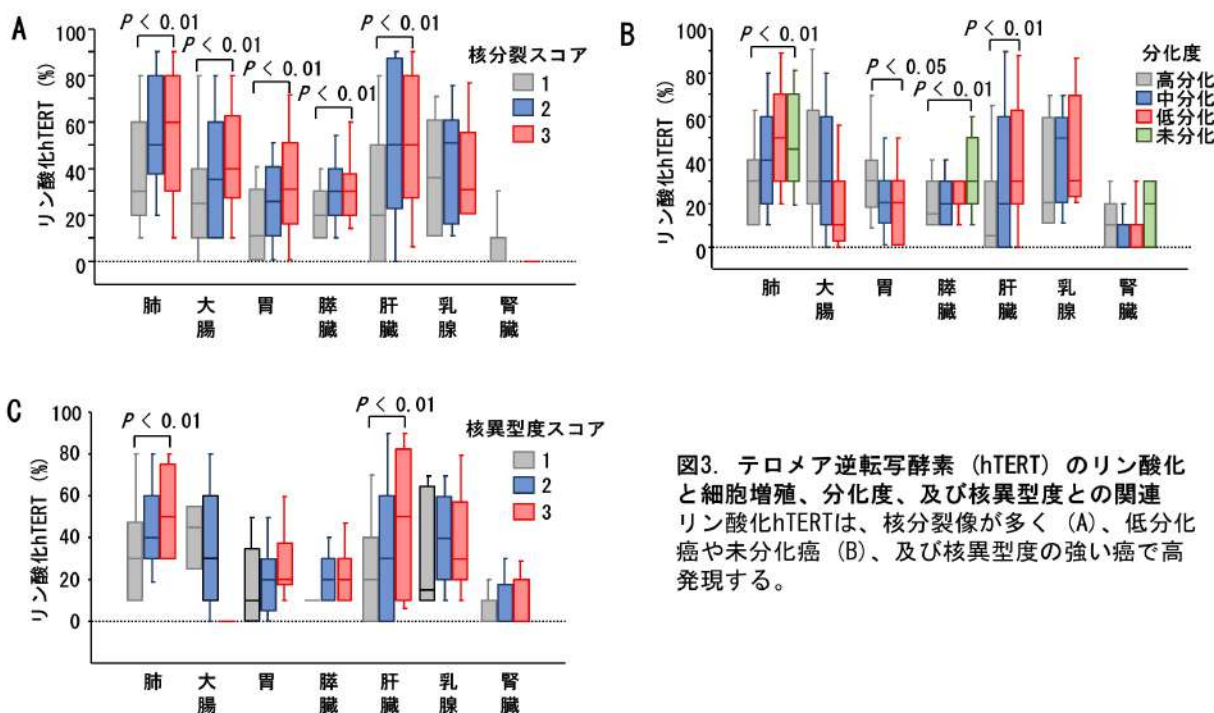 A
リン酸化hTERT (%)
100
80
60
40
20
0
P < 0.01
P < 0.01
P < 0.01
P < 0.01
P < 0.01
核分裂スコア
1
2
3
肺
大腸
胃
膵臓
肝臓
乳腺
腎臓
B
リン酸化hTERT (%)
100
80
60
40
20
0
P < 0.01
P < 0.05
P < 0.01
P < 0.01
分化度
高分化
中分化
低分化
未分化
肺
大腸
胃
膵臓
肝臓
乳腺
腎臓
C
リン酸化hTERT (%)
100
80
60
40
20
0
P < 0.01
P < 0.01
核異型度スコア
1
2
3
肺
大腸
胃
膵臓
肝臓
乳腺
腎臓
図3. テロメア逆転写酵素 (hTERT) のリン酸化
と細胞増殖、分化度、及び核異型度との関連
リン酸化hTERTは、核分裂像が多く (A)、低分化
癌や未分化癌 (B)、及び核異型度の強い癌で高
発現する。